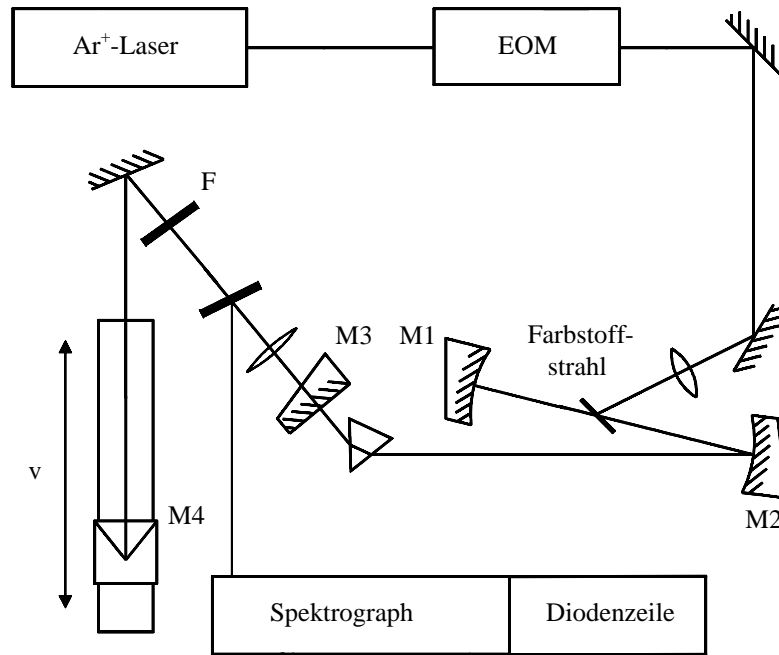 Ar⁺-Laser
EOM
F
M3
M1
Farbstoff-
strahl
v
M4
M2
Spektrograph
Diodenzeile